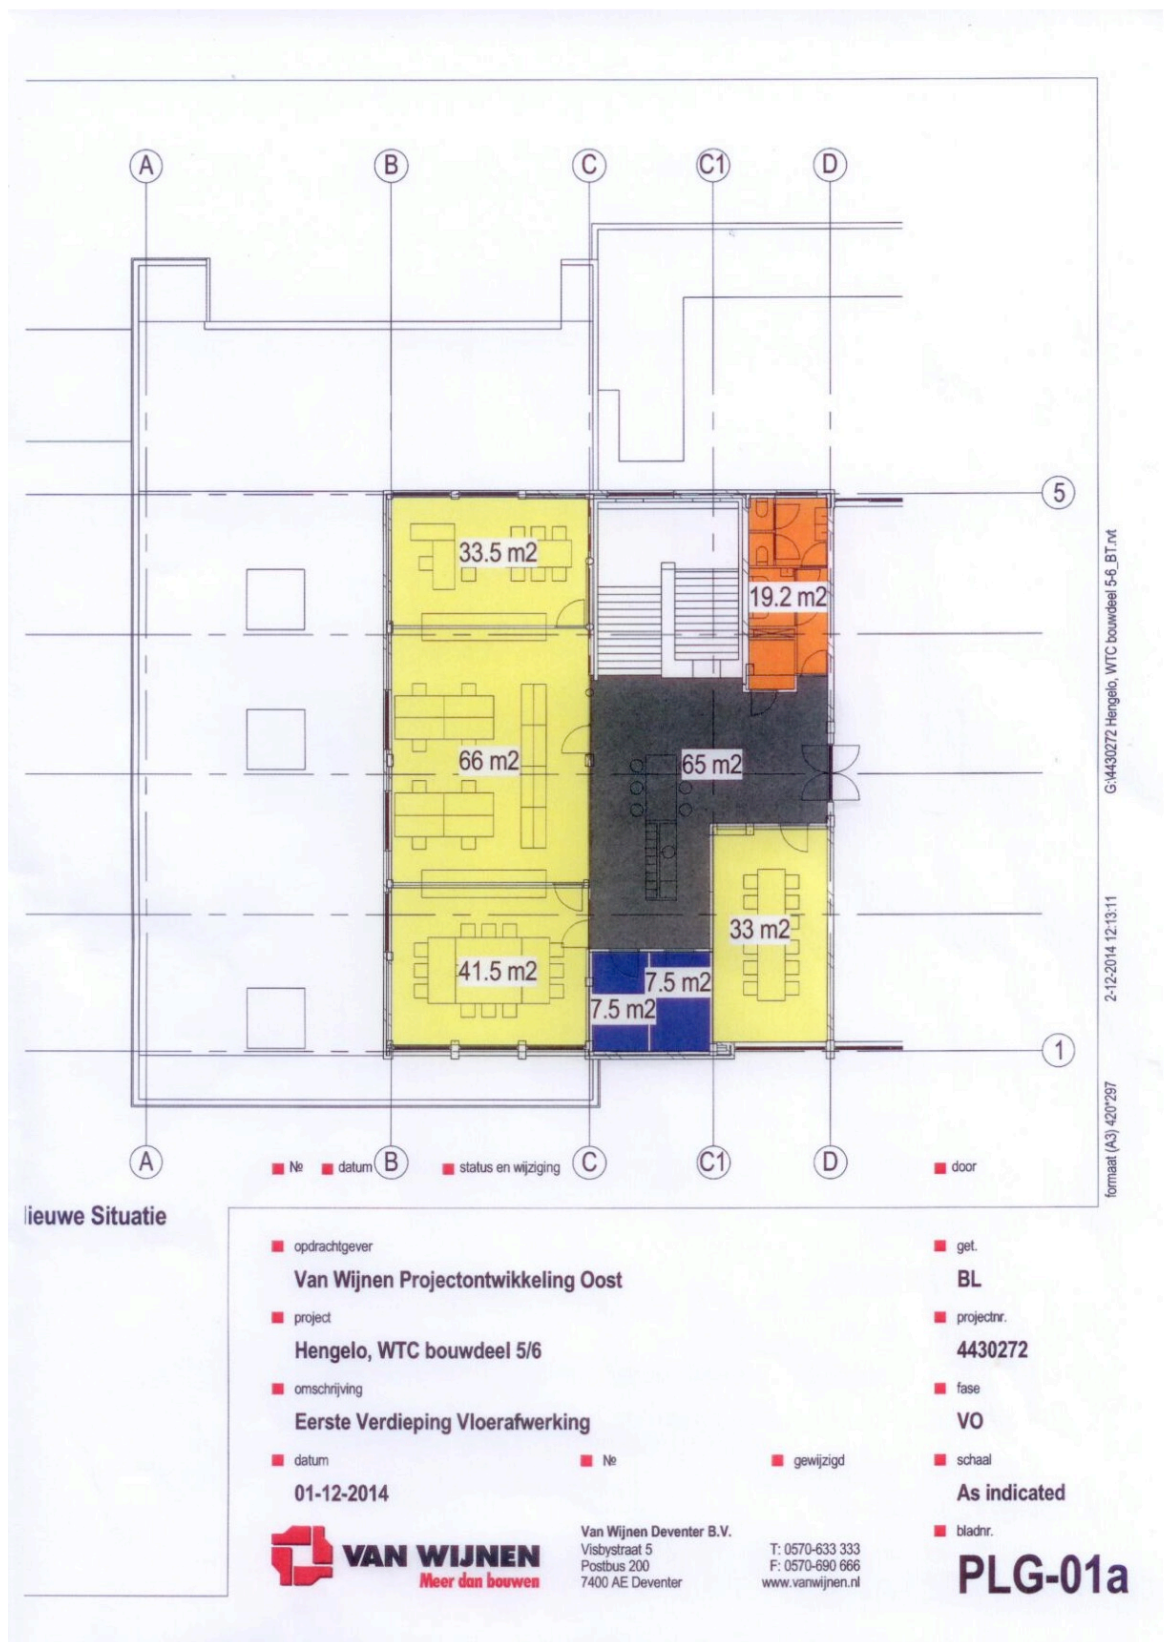 A B C C1 D
5
33.5 m2
19.2 m2
66 m2
65 m2
33 m2
41.5 m2
7.5 m2
7.5 m2
1
A B C C1 D
G:\4430272 Hengelo, WTC bouwdeel 5-6_BT.rvt
2-12-2014 12:13:11
formaat (A3) 420*297
№ datum status en wijziging door
ieuwe Situatie
opdrachtgever get.
Van Wijnen Projectontwikkeling Oost BL
project projectnr.
Hengelo, WTC bouwdeel 5/6 4430272
omschrijving fase
Eerste Verdieping Vloerafwerking VO
datum № gewijzigd schaal
01-12-2014 As indicated
bladnr.
PLG-01a
VAN WIJNEN
Meer dan bouwen
Van Wijnen Deventer B.V.
Visbystraat 5 T: 0570-633 333
Postbus 200 F: 0570-690 666
7400 AE Deventer www.vanwijnen.nl